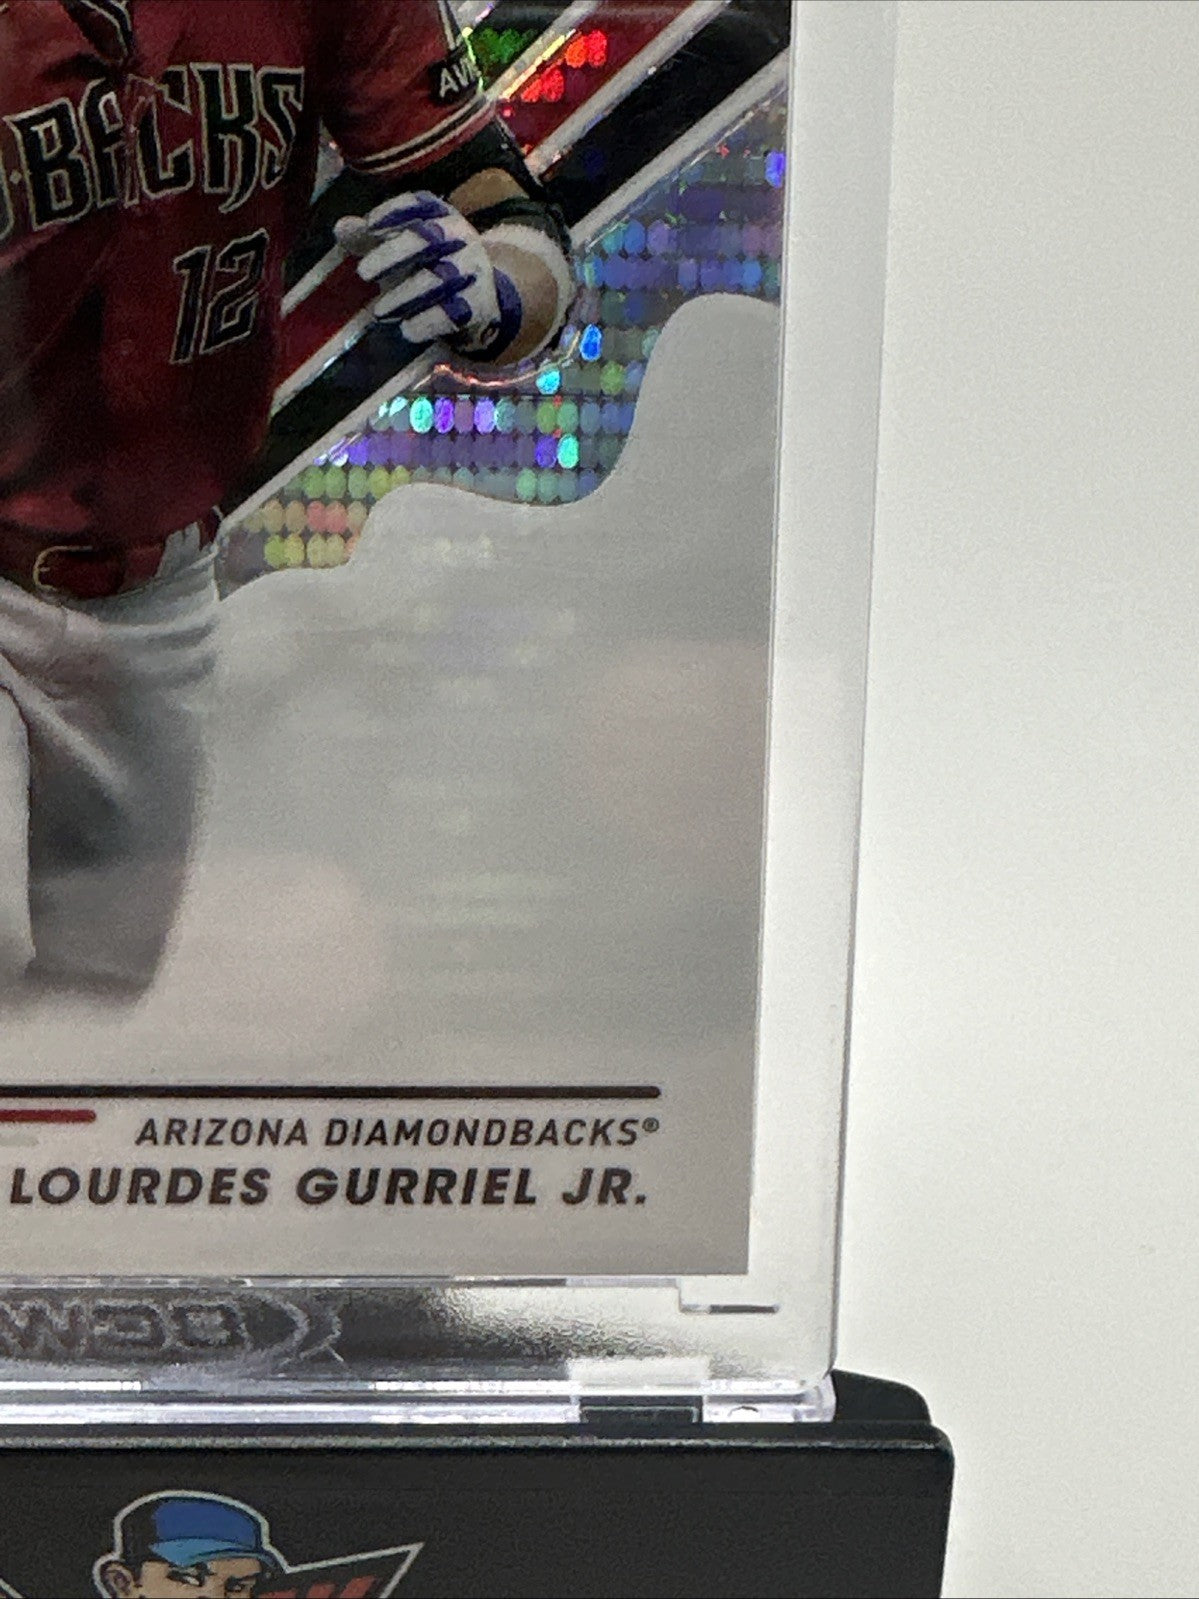 D-BACKS
12
ARIZONA DIAMONDBACKS®
LOURDES GURRIEL JR.